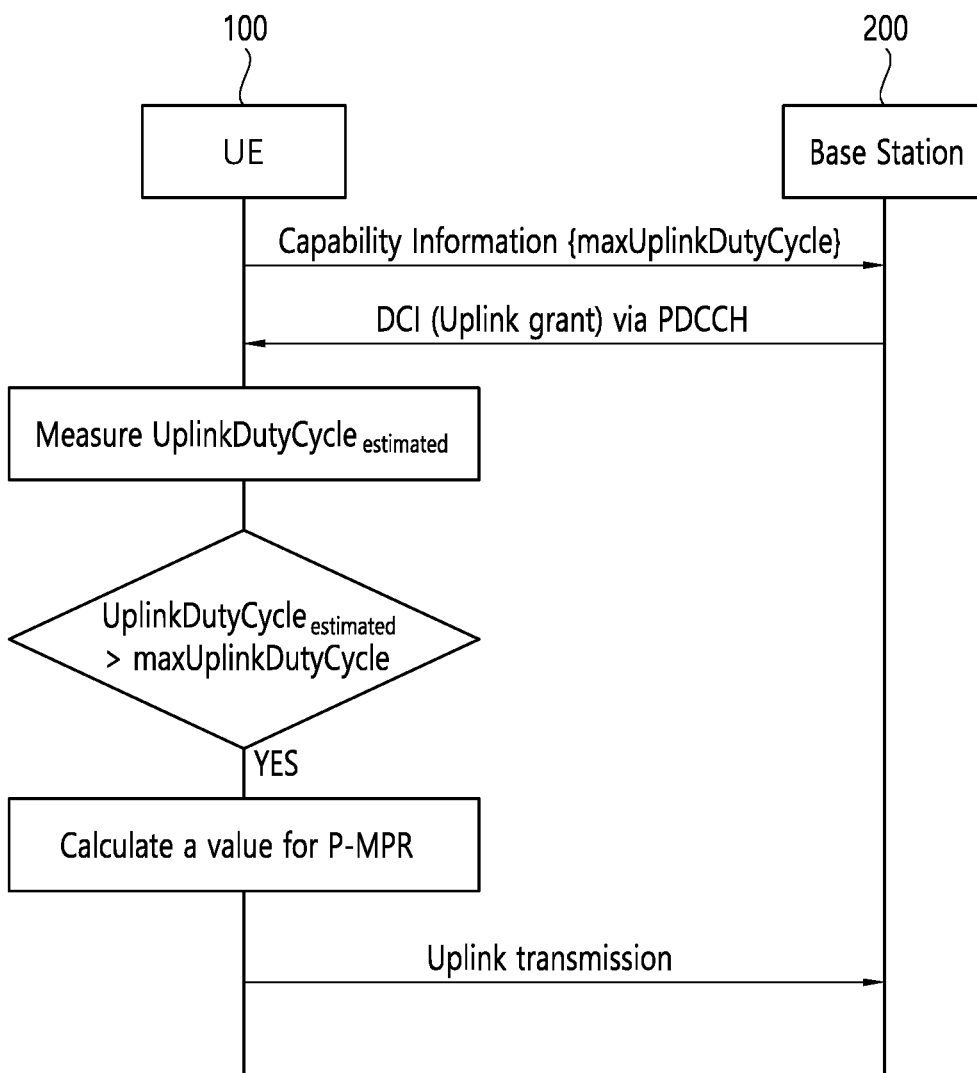 100
200
UE
Base Station
Capability Information {maxUplinkDutyCycle}
DCI (Uplink grant) via PDCCH
Measure UplinkDutyCycle estimated
UplinkDutyCycle estimated
> maxUplinkDutyCycle
YES
Calculate a value for P-MPR
Uplink transmission